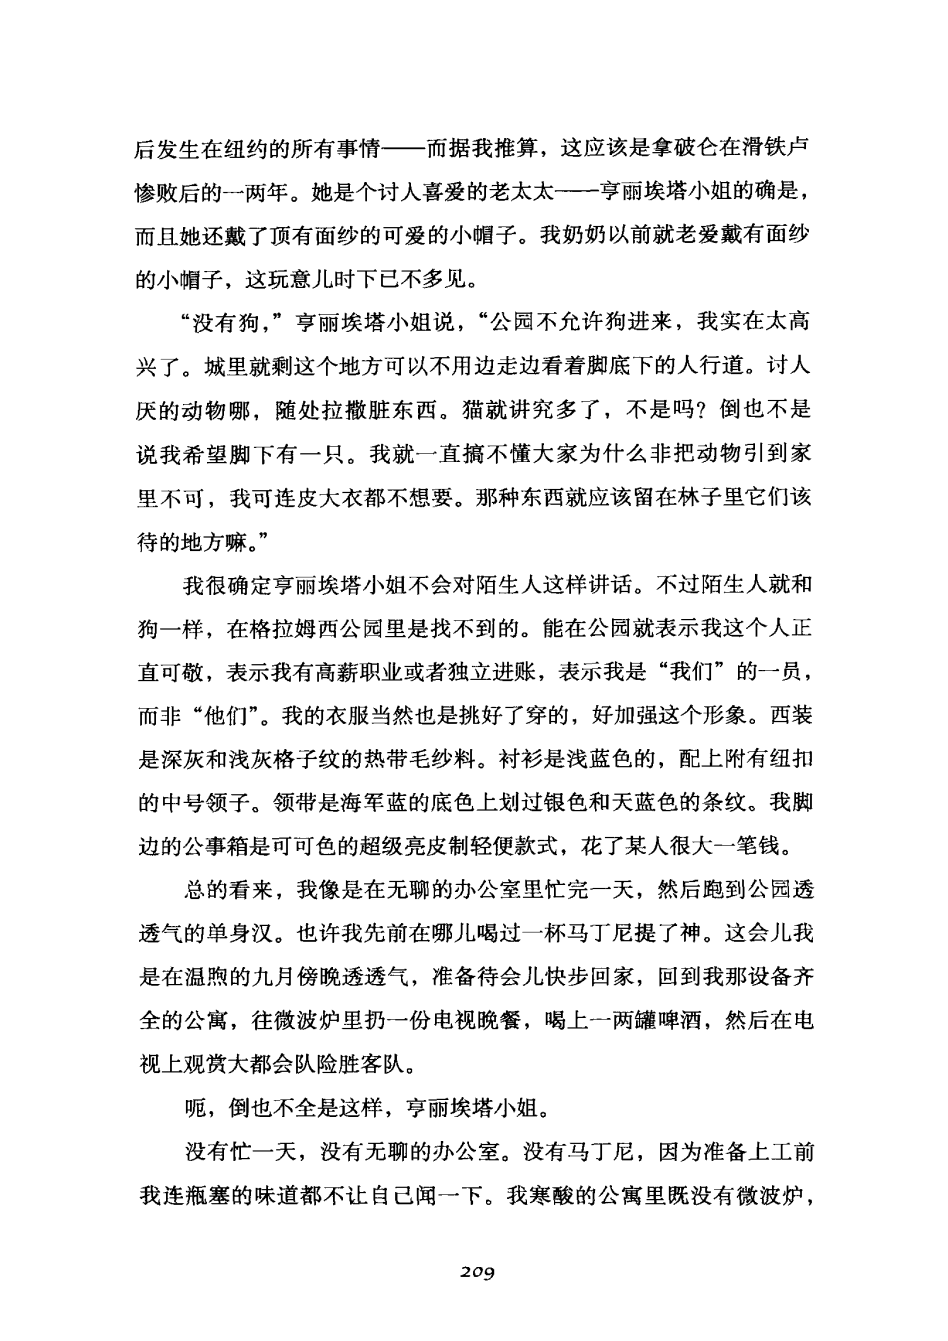 后发生在纽约的所有事情——而据我推算，这应该是拿破仑在滑铁卢
惨败后的一两年。她是个讨人喜爱的老太太——亨丽埃塔小姐的确是，
而且她还戴了顶有面纱的可爱的小帽子。我奶奶以前就老爱戴有面纱
的小帽子，这玩意儿时下已不多见。
“没有狗，”亨丽埃塔小姐说，“公园不允许狗进来，我实在太高
兴了。城里就剩这个地方可以不用边走边看着脚底下的人行道。讨人
厌的动物哪，随处拉撒脏东西。猫就讲究多了，不是吗？倒也不是
说我希望脚下有一只。我就一直搞不懂大家为什么非把动物引到家
里不可，我可连皮大衣都不想要。那种东西就应该留在林子里它们该
待的地方嘛。”
我很确定亨丽埃塔小姐不会对陌生人这样讲话。不过陌生人就和
狗一样，在格拉姆西公园里是找不到的。能在公园就表示我这个人正
直可敬，表示我有高薪职业或者独立进账，表示我是“我们”的一员，
而非“他们”。我的衣服当然也是挑好了穿的，好加强这个形象。西装
是深灰和浅灰格子纹的热带毛纱料。衬衫是浅蓝色的，配上附有纽扣
的中号领子。领带是海军蓝的底色上划过银色和天蓝色的条纹。我脚
边的公事箱是可可色的超级亮皮制轻便款式，花了某人很大一笔钱。
总的看来，我像是在无聊的办公室里忙完一天，然后跑到公园透
透气的单身汉。也许我先前在哪儿喝过一杯马丁尼提了神。这会儿我
是在温煦的九月傍晚透透气，准备待会儿快步回家，回到我那设备齐
全的公寓，往微波炉里扔一份电视晚餐，喝上一两罐啤酒，然后在电
视上观赏大都会队险胜客队。
呃，倒也不全是这样，亨丽埃塔小姐。
没有忙一天，没有无聊的办公室。没有马丁尼，因为准备上工前
我连瓶塞的味道都不让自己闻一下。我寒酸的公寓里既没有微波炉，
209